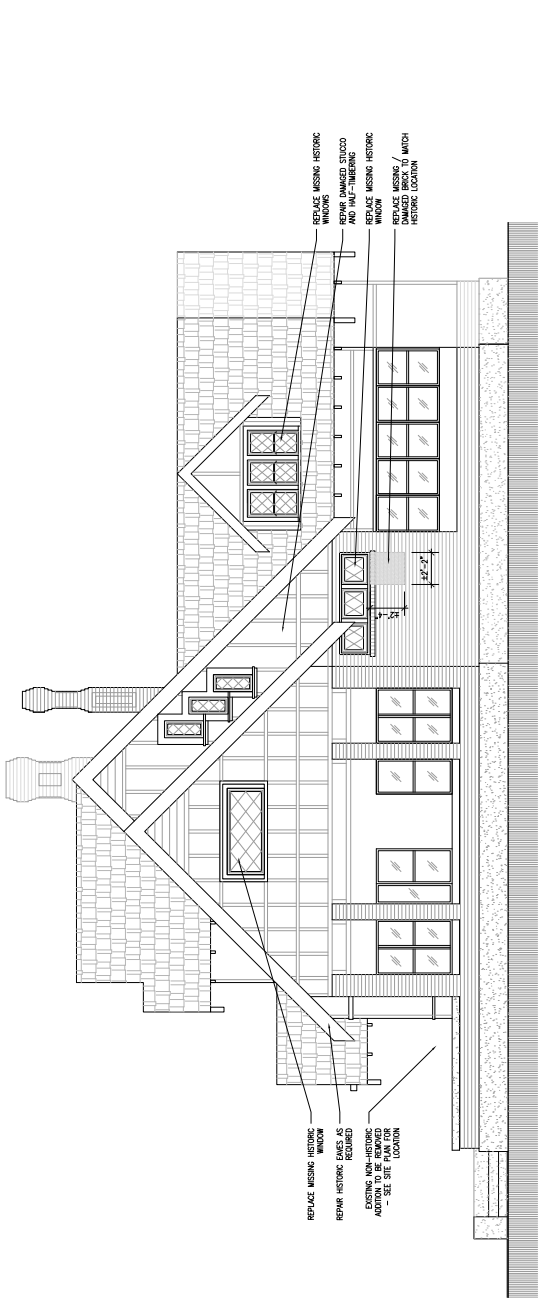 REPLACE MISSING HISTORIC
WINDOW
REPAIR HISTORIC EAVES AS
REQUIRED
EXISTING NON-HISTORIC
ADDITION TO BE REMOVED
- SEE SITE PLAN FOR
LOCATION
REPLACE MISSING HISTORIC
WINDOWS
REPAIR DAMAGED STUCCO
AND HALF-TIMBERING
REPLACE MISSING HISTORIC
WINDOW
REPLACE MISSING /
DAMAGED BRICK TO MATCH
HISTORIC LOCATION
±2'-4"
±2'-2"